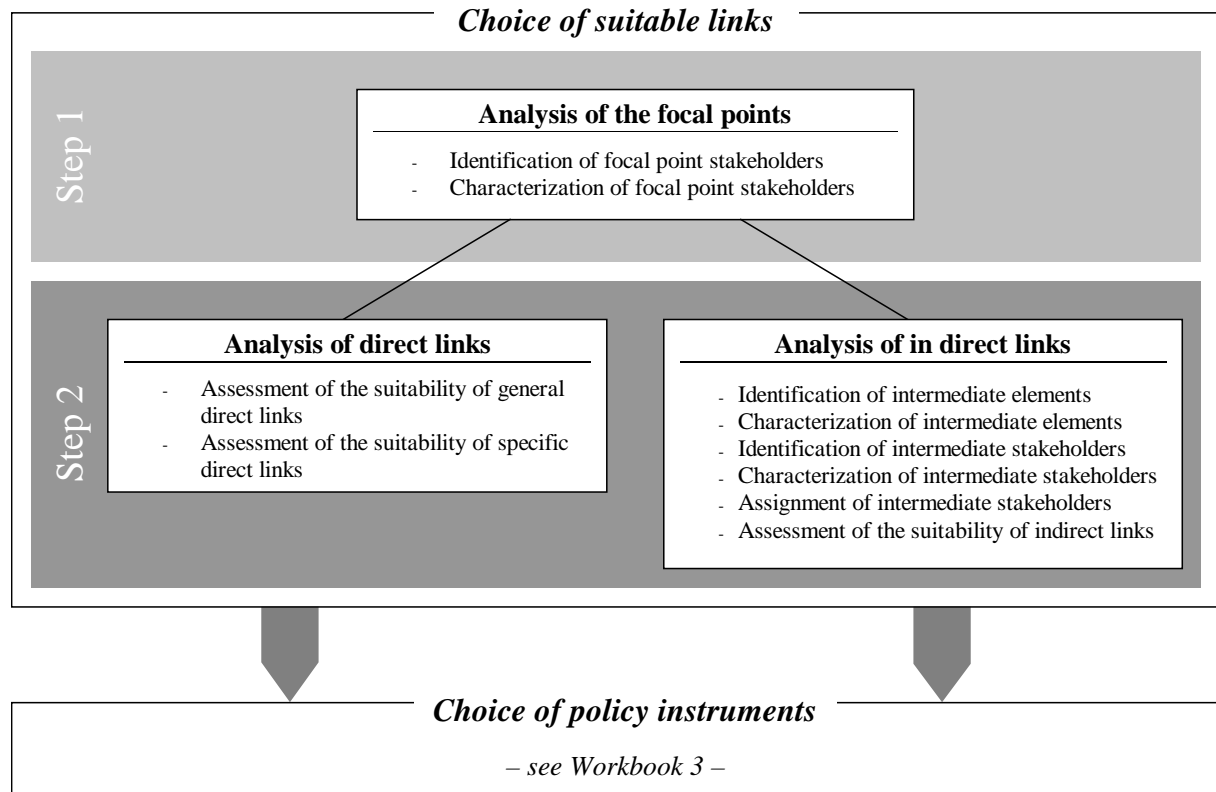 Choice of suitable links
Step 1
Analysis of the focal points
- Identification of focal point stakeholders
- Characterization of focal point stakeholders
Step 2
Analysis of direct links
- Assessment of the suitability of general
direct links
- Assessment of the suitability of specific
direct links
Analysis of in direct links
- Identification of intermediate elements
- Characterization of intermediate elements
- Identification of intermediate stakeholders
- Characterization of intermediate stakeholders
- Assignment of intermediate stakeholders
- Assessment of the suitability of indirect links
Choice of policy instruments
– see Workbook 3 –